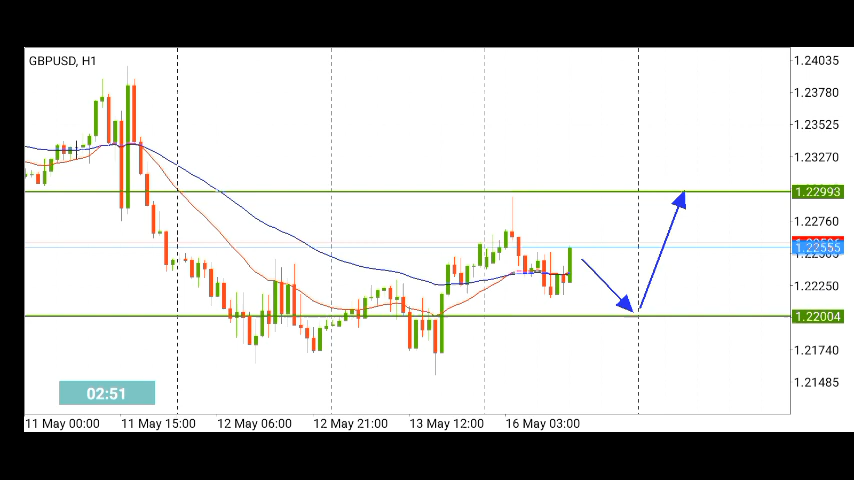 GBPUSD, H1
1.24035
1.23780
1.23525
1.23270
1.22993
1.22760
1.22555
1.22250
1.22004
1.21740
1.21485
02:51
11 May 00:00
11 May 15:00
12 May 06:00
12 May 21:00
13 May 12:00
16 May 03:00